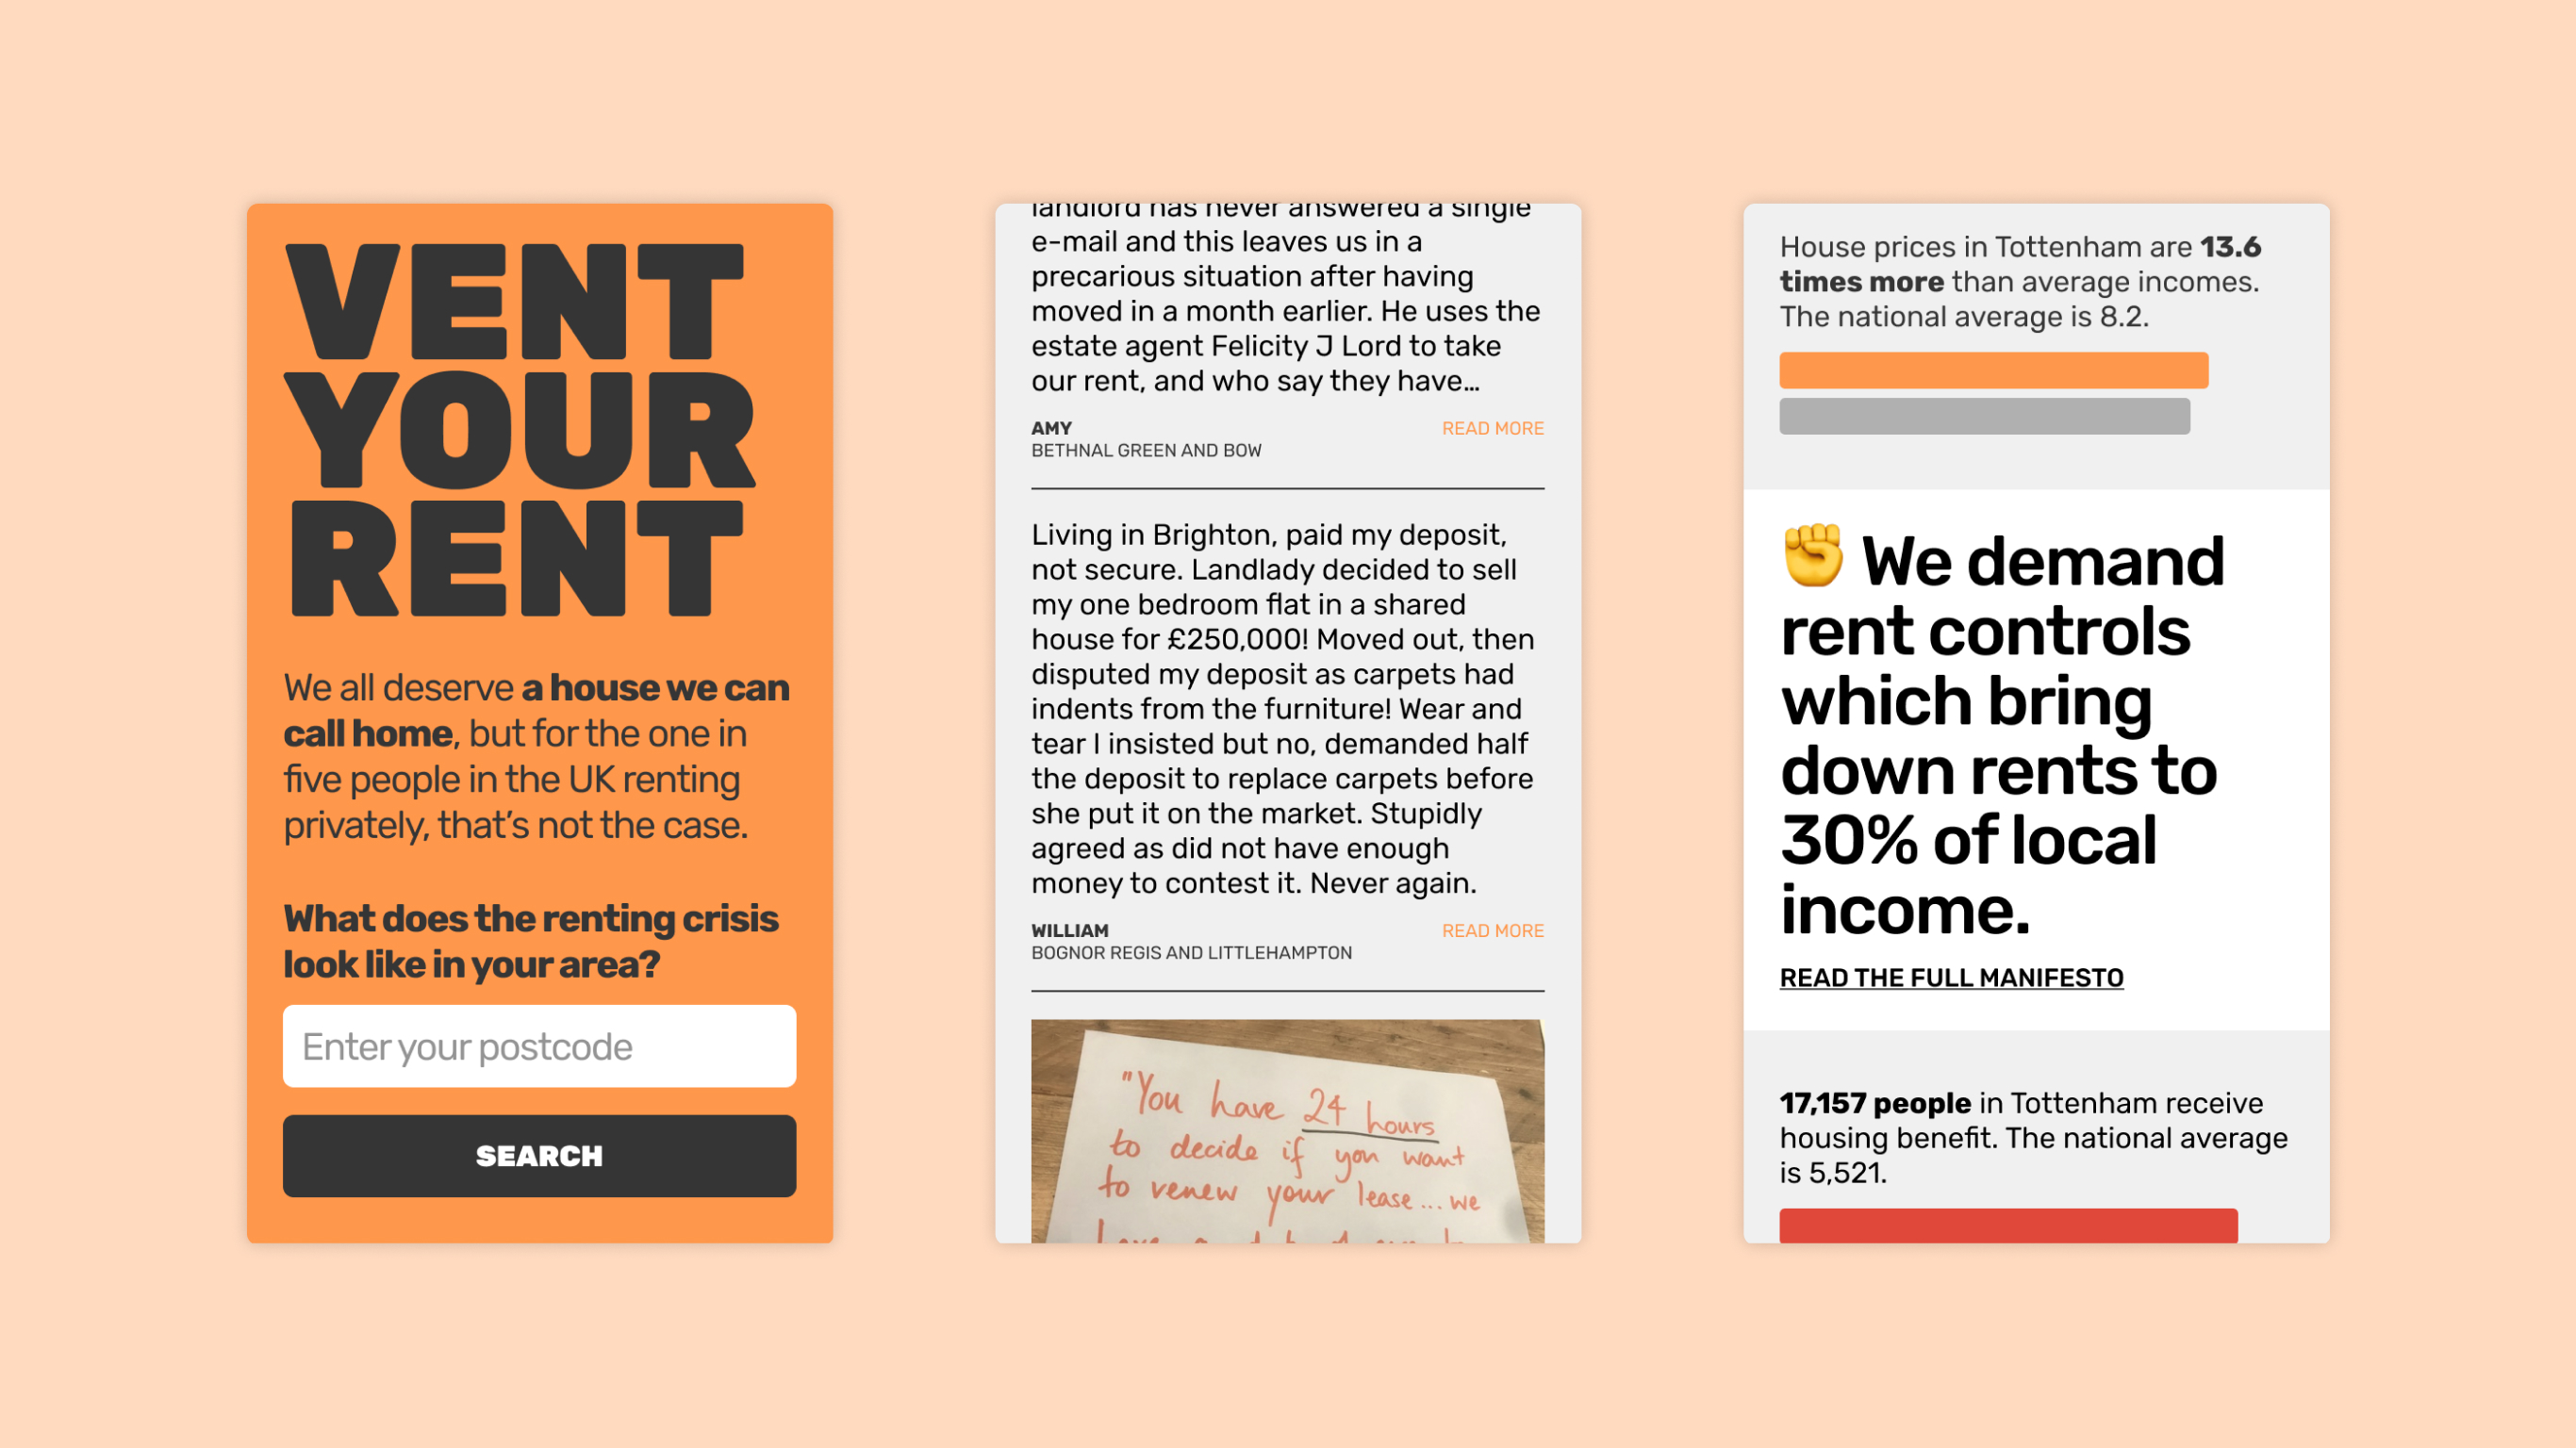 VENT
YOUR
RENT
We all deserve a house we can
call home, but for the one in
five people in the UK renting
privately, that's not the case.
What does the renting crisis
look like in your area?
Enter your postcode
SEARCH
landlord has never answered a single
e-mail and this leaves us in a
precarious situation after having
moved in a month earlier. He uses the
estate agent Felicity J Lord to take
our rent, and who say they have...
AMY
READ MORE
BETHNAL GREEN AND BOW
Living in Brighton, paid my deposit,
not secure. Landlady decided to sell
my one bedroom flat in a shared
house for £250,000! Moved out, then
disputed my deposit as carpets had
indents from the furniture! Wear and
tear I insisted but no, demanded half
the deposit to replace carpets before
she put it on the market. Stupidly
agreed as did not have enough
money to contest it. Never again.
WILLIAM
READ MORE
BOGNOR REGIS AND LITTLEHAMPTON
"You have 24 hours
to decide if you want
to renew your lease... we
House prices in Tottenham are 13.6
times more than average incomes.
The national average is 8.2.
✊ We demand
rent controls
which bring
down rents to
30% of local
income.
READ THE FULL MANIFESTO
17,157 people in Tottenham receive
housing benefit. The national average
is 5,521.